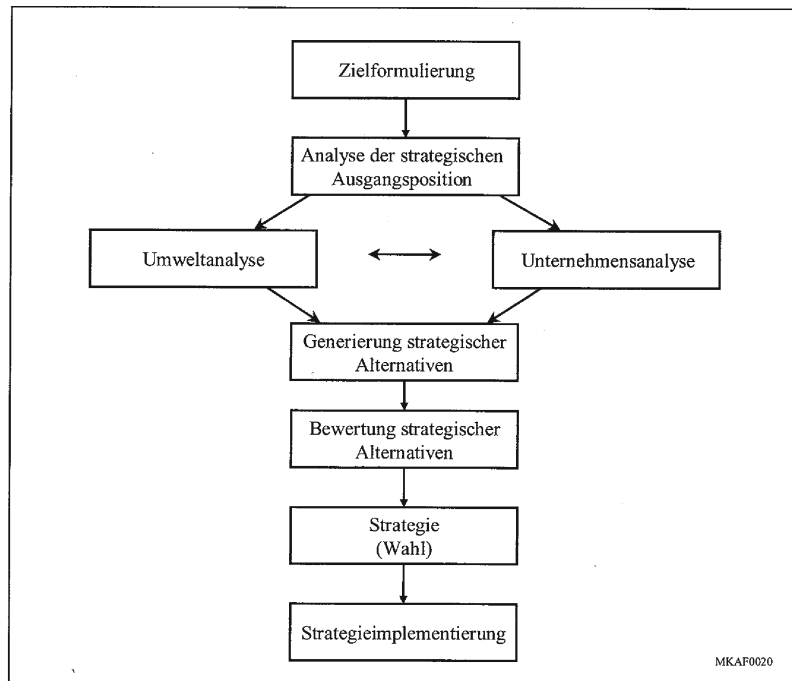 Zielformulierung
Analyse der strategischen
Ausgangsposition
Umweltanalyse
Unternehmensanalyse
Generierung strategischer
Alternativen
Bewertung strategischer
Alternativen
Strategie
(Wahl)
Strategieimplementierung
MKAF0020